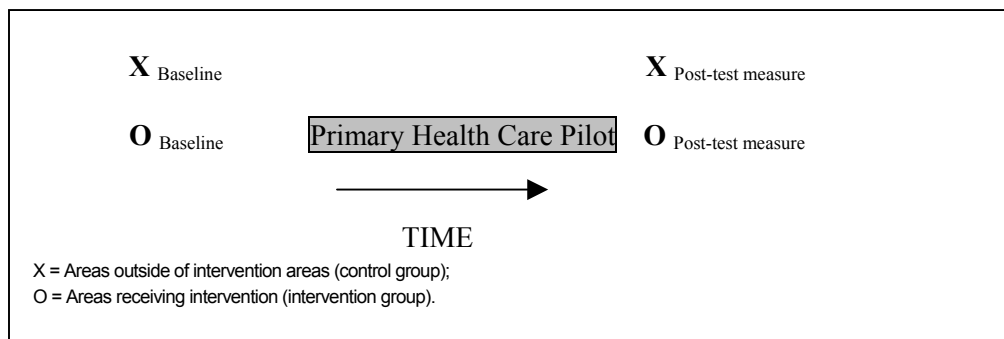 X Baseline X Post-test measure
O Baseline Primary Health Care Pilot O Post-test measure
TIME
X = Areas outside of intervention areas (control group);
O = Areas receiving intervention (intervention group).